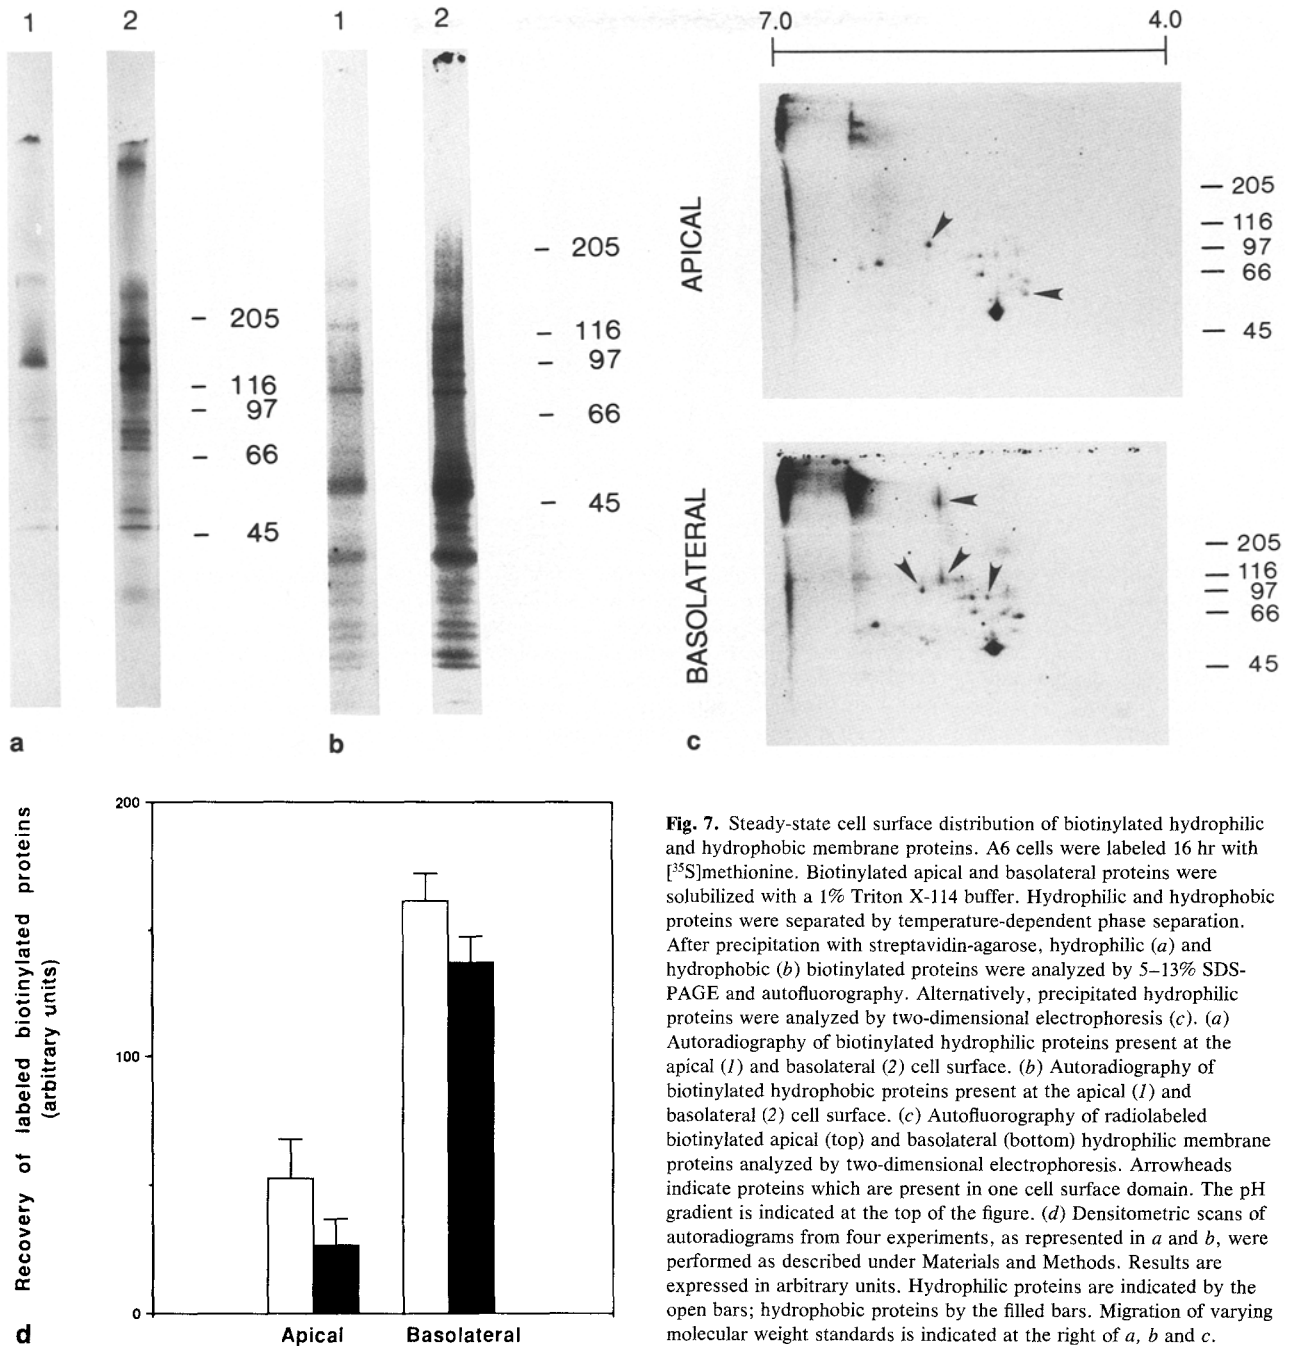 1 2 1 2
7.0 4.0
205
116
97
66
45
a
205
116
97
66
45
b
APICAL
205
116
97
66
45
BASOLATERAL
205
116
97
66
45
c
Recovery of labeled biotinylated proteins
(arbitrary units)
200
100
0
Apical Basolateral
d
Fig. 7. Steady-state cell surface distribution of biotinylated hydrophilic
and hydrophobic membrane proteins. A6 cells were labeled 16 hr with
[³⁵S]methionine. Biotinylated apical and basolateral proteins were
solubilized with a 1% Triton X-114 buffer. Hydrophilic and hydrophobic
proteins were separated by temperature-dependent phase separation.
After precipitation with streptavidin-agarose, hydrophilic (a) and
hydrophobic (b) biotinylated proteins were analyzed by 5–13% SDS-
PAGE and autofluorography. Alternatively, precipitated hydrophilic
proteins were analyzed by two-dimensional electrophoresis (c). (a)
Autoradiography of biotinylated hydrophilic proteins present at the
apical (1) and basolateral (2) cell surface. (b) Autoradiography of
biotinylated hydrophobic proteins present at the apical (1) and
basolateral (2) cell surface. (c) Autofluorography of radiolabeled
biotinylated apical (top) and basolateral (bottom) hydrophilic membrane
proteins analyzed by two-dimensional electrophoresis. Arrowheads
indicate proteins which are present in one cell surface domain. The pH
gradient is indicated at the top of the figure. (d) Densitometric scans of
autoradiograms from four experiments, as represented in a and b, were
performed as described under Materials and Methods. Results are
expressed in arbitrary units. Hydrophilic proteins are indicated by the
open bars; hydrophobic proteins by the filled bars. Migration of varying
molecular weight standards is indicated at the right of a, b and c.